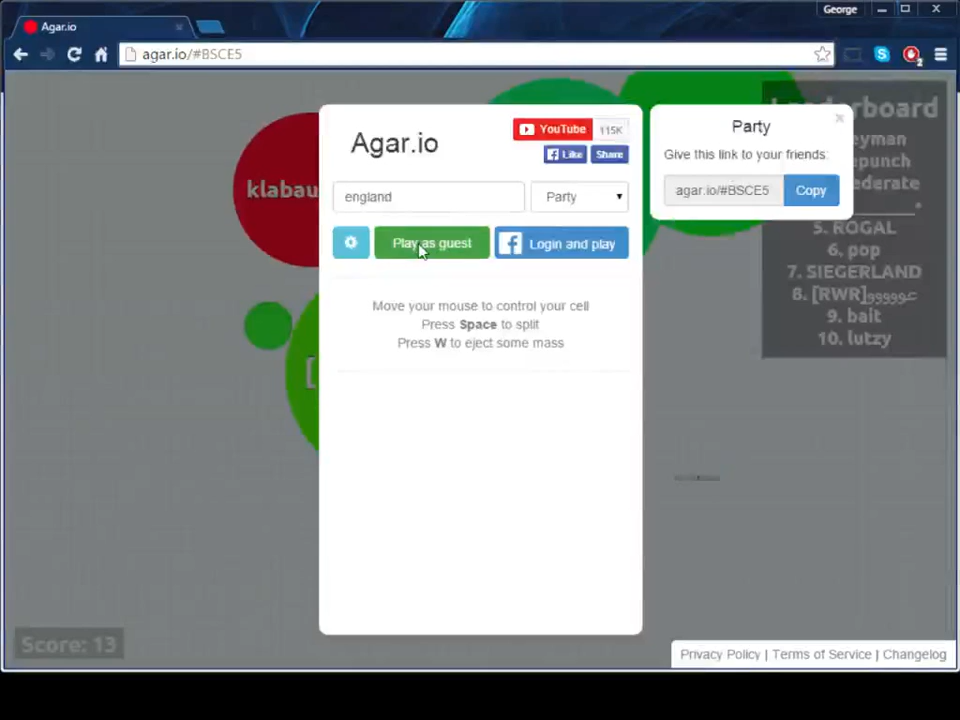 George
Agar.io
agar.io/#BSCE5
2
Agar.io
YouTube 115K
Like Share
england
Party
Play as guest
Login and play
Move your mouse to control your cell
Press Space to split
Press W to eject some mass
Party
Give this link to your friends:
agar.io/#BSCE5
Copy
klabau
[
5. ROGAL
6. pop
7. SIEGERLAND
8. [RWR]
9. bait
10. lutzy
Score: 13
Privacy Policy | Terms of Service | Changelog